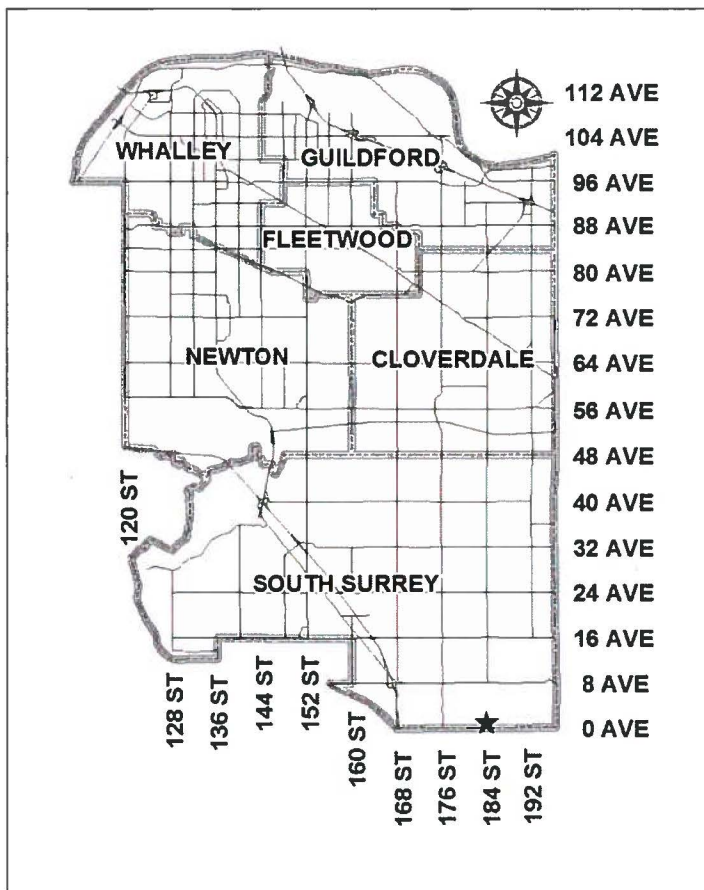 112 AVE
104 AVE
WHALLEY
GUILDFORD
96 AVE
88 AVE
FLEETWOOD
80 AVE
72 AVE
NEWTON
CLOVERDALE
64 AVE
56 AVE
48 AVE
120 ST
40 AVE
32 AVE
SOUTH SURREY
24 AVE
16 AVE
8 AVE
0 AVE
128 ST
136 ST
144 ST
152 ST
160 ST
168 ST
176 ST
184 ST
192 ST